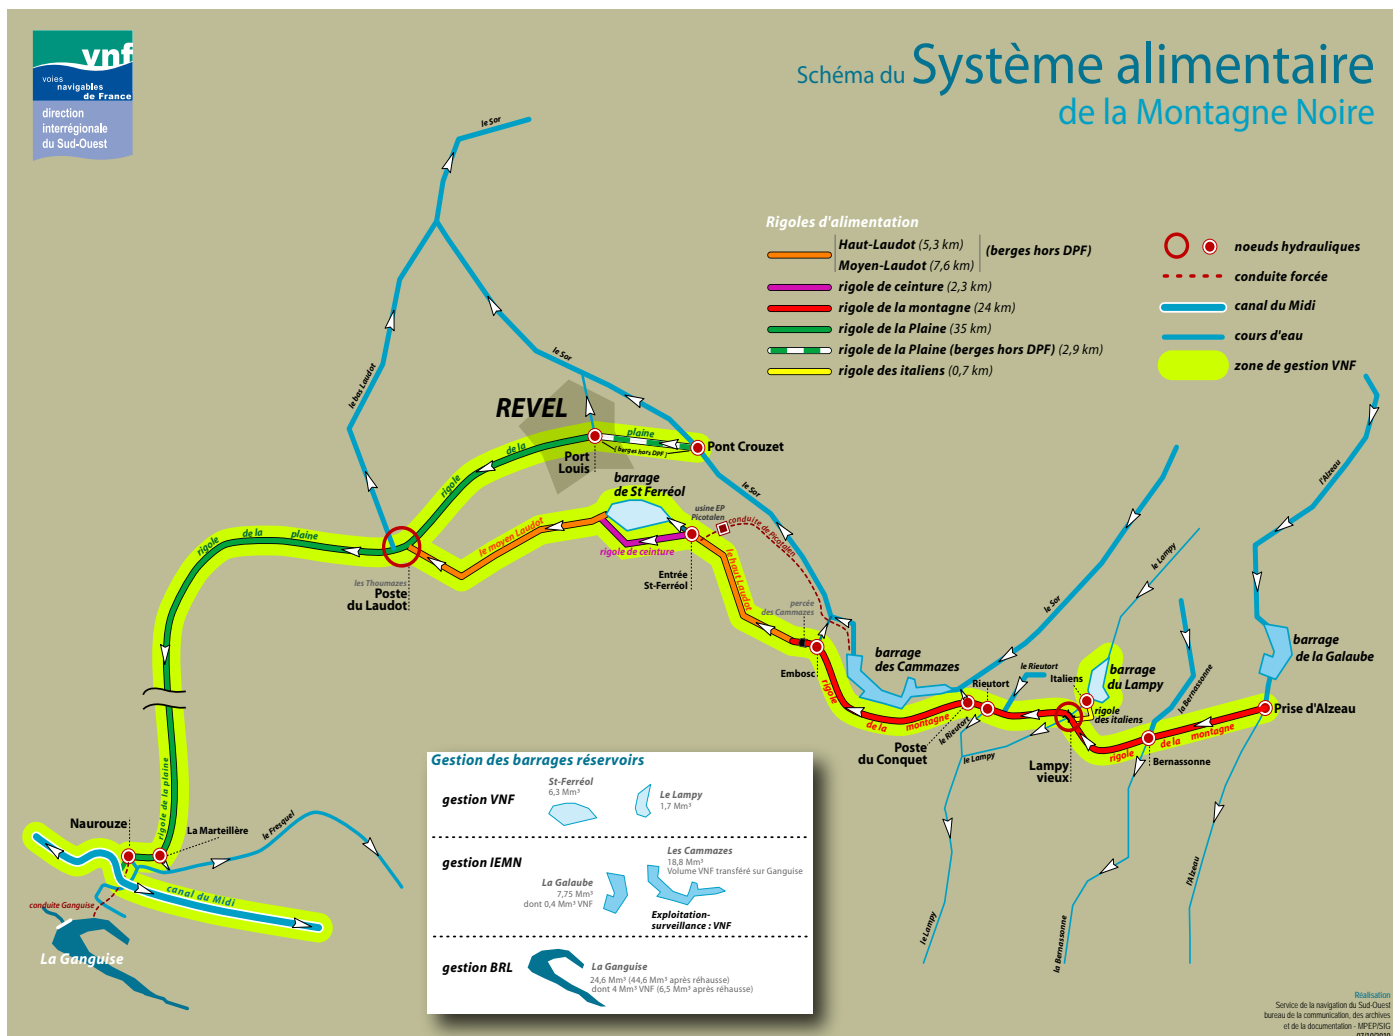 vnf
voies
navigables
de France
direction
interrégionale
du Sud-Ouest
Schéma du Système alimentaire
de la Montagne Noire
Rigoles d'alimentation
Haut-Laudot (5,3 km)
Moyen-Laudot (7,6 km)
(berges hors DPF)
rigole de ceinture (2,3 km)
rigole de la montagne (24 km)
rigole de la Plaine (35 km)
rigole de la Plaine (berges hors DPF) (2,9 km)
rigole des italiens (0,7 km)
noeuds hydrauliques
conduite forcée
canal du Midi
cours d'eau
zone de gestion VNF
le Sor
le bas Laudot
le Sor
REVEL
plaine
(berges hors DPF)
Pont Crouzet
Port
Louis
de la
rigole
barrage
de St Ferréol
usine EP
Picotalen
conduite de Picotalen
le Sor
le moyen Laudot
rigole de ceinture
Entrée
St-Ferréol
le haut Laudot
rigole
de la
plaine
les Thoumazes
Poste
du Laudot
percée
des Cammazes
Embosc
barrage
des Cammazes
le Sor
le Lampy
l'Alzeau
le Rieutort
Rieutort
Italiens
barrage
du Lampy
rigole
des italiens
la Bernassonne
barrage
de la Galaube
Prise d'Alzeau
rigole
de la
montagne
Poste
du Conquet
le Rieutort
le Lampy
Lampy
vieux
rigole
de la
montagne
Bernassonne
le Lampy
la Bernassonne
l'Alzeau
rigole de la plaine
Naurouze
La Marteillère
le Fresquel
canal du Midi
conduite Ganguise
La Ganguise
Gestion des barrages réservoirs
gestion VNF
St-Ferréol
6,3 Mm³
Le Lampy
1,7 Mm³
gestion IEMN
La Galaube
7,75 Mm³
dont 0,4 Mm³ VNF
Les Cammazes
18,8 Mm³
Volume VNF transféré sur Ganguise
Exploitation-
surveillance : VNF
gestion BRL
La Ganguise
24,6 Mm³ (44,6 Mm³ après réhausse)
dont 4 Mm³ VNF (6,5 Mm³ après réhausse)
Réalisation
Service de la navigation du Sud-Ouest
bureau de la communication, des archives
et de la documentation - MPEP/SIG
07/10/2010